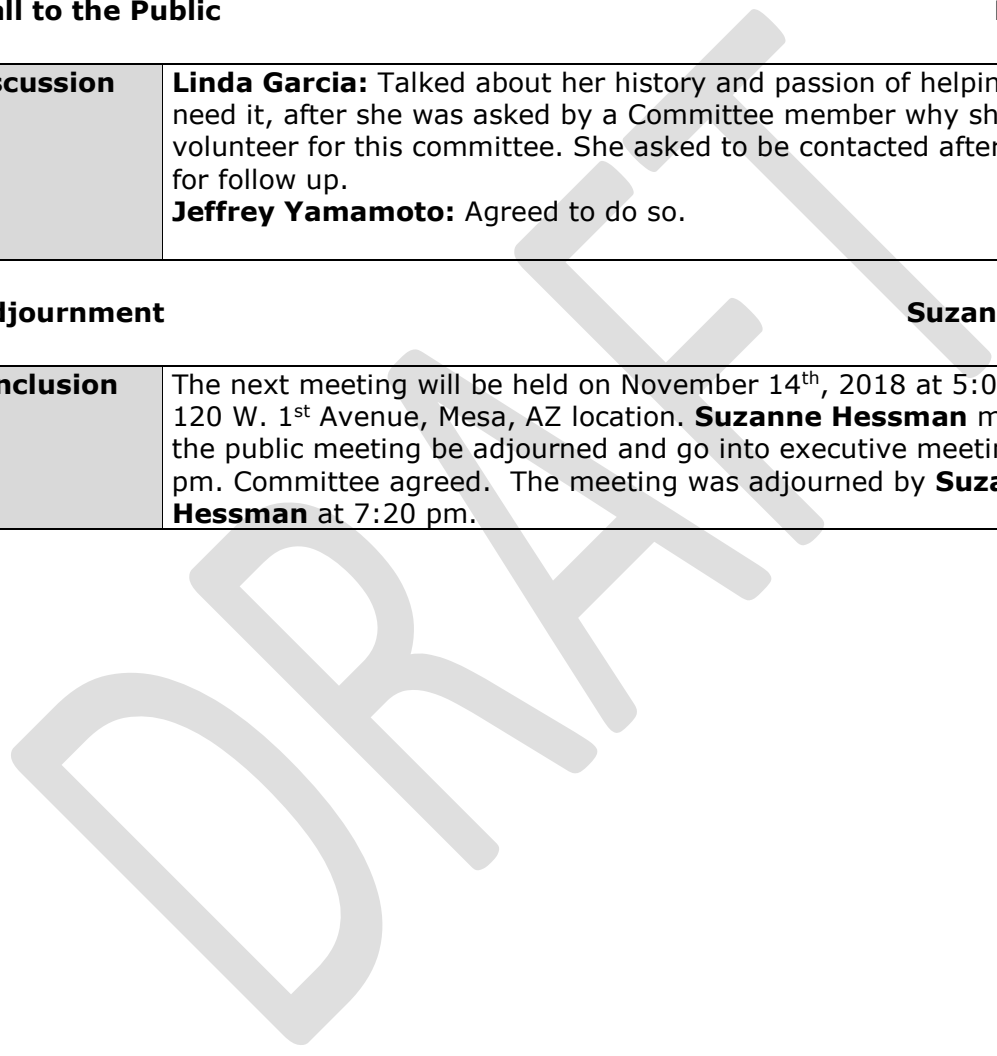 all to the Public
scussion
Linda Garcia: Talked about her history and passion of helpin
need it, after she was asked by a Committee member why sh
volunteer for this committee. She asked to be contacted after
for follow up.
Jeffrey Yamamoto: Agreed to do so.
djournment Suzan
nclusion
The next meeting will be held on November 14th, 2018 at 5:0
120 W. 1st Avenue, Mesa, AZ location. Suzanne Hessman m
the public meeting be adjourned and go into executive meetin
pm. Committee agreed. The meeting was adjourned by Suza
Hessman at 7:20 pm.
DRAFT